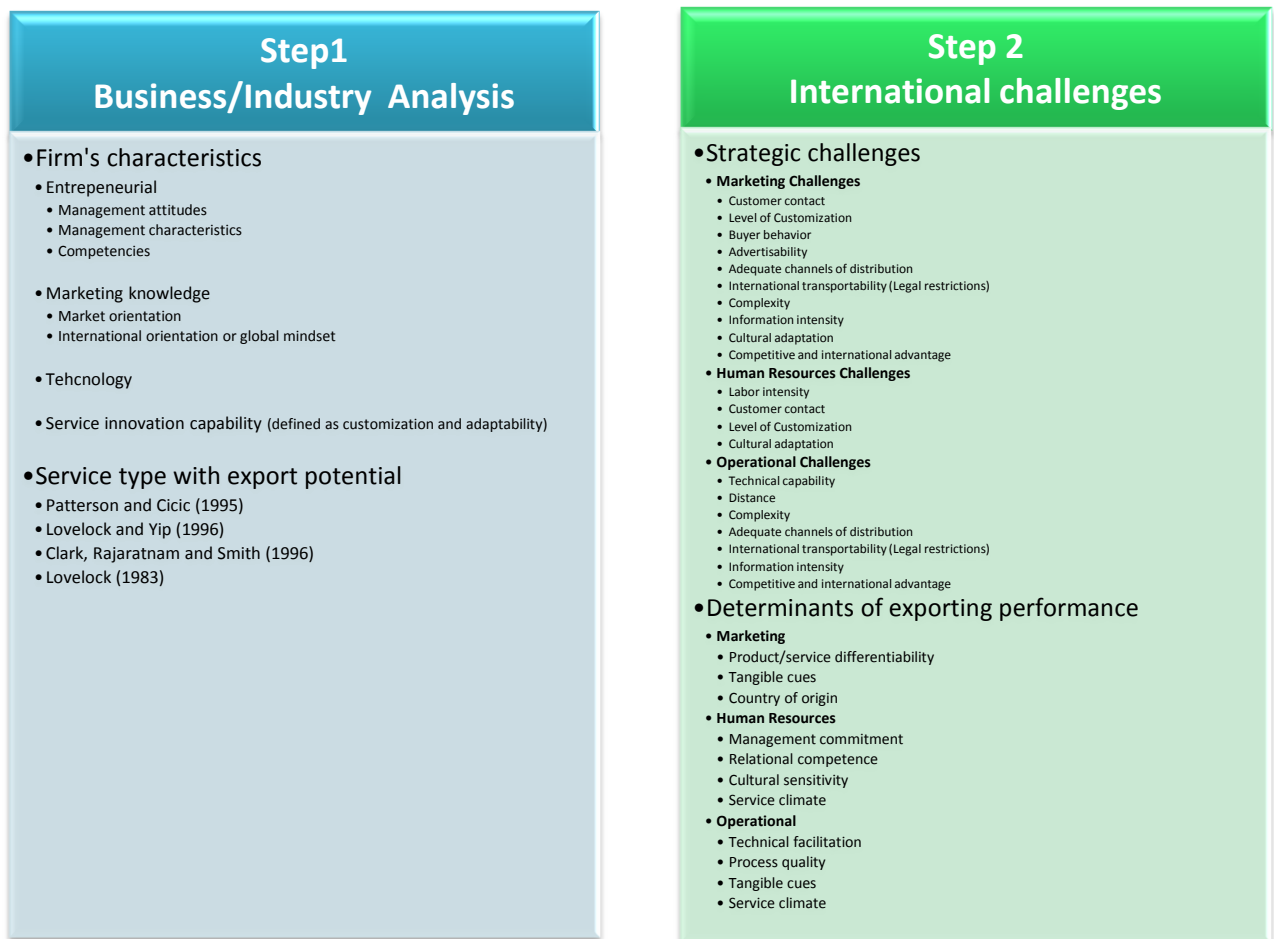 Step1
Business/Industry Analysis
•Firm's characteristics
• Entrepeneurial
• Management attitudes
• Management characteristics
• Competencies
• Marketing knowledge
• Market orientation
• International orientation or global mindset
• Tehcnology
• Service innovation capability (defined as customization and adaptability)
•Service type with export potential
• Patterson and Cicic (1995)
• Lovelock and Yip (1996)
• Clark, Rajaratnam and Smith (1996)
• Lovelock (1983)
Step 2
International challenges
•Strategic challenges
• Marketing Challenges
• Customer contact
• Level of Customization
• Buyer behavior
• Advertisability
• Adequate channels of distribution
• International transportability (Legal restrictions)
• Complexity
• Information intensity
• Cultural adaptation
• Competitive and international advantage
• Human Resources Challenges
• Labor intensity
• Customer contact
• Level of Customization
• Cultural adaptation
• Operational Challenges
• Technical capability
• Distance
• Complexity
• Adequate channels of distribution
• International transportability (Legal restrictions)
• Information intensity
• Competitive and international advantage
•Determinants of exporting performance
• Marketing
• Product/service differentiability
• Tangible cues
• Country of origin
• Human Resources
• Management commitment
• Relational competence
• Cultural sensitivity
• Service climate
• Operational
• Technical facilitation
• Process quality
• Tangible cues
• Service climate